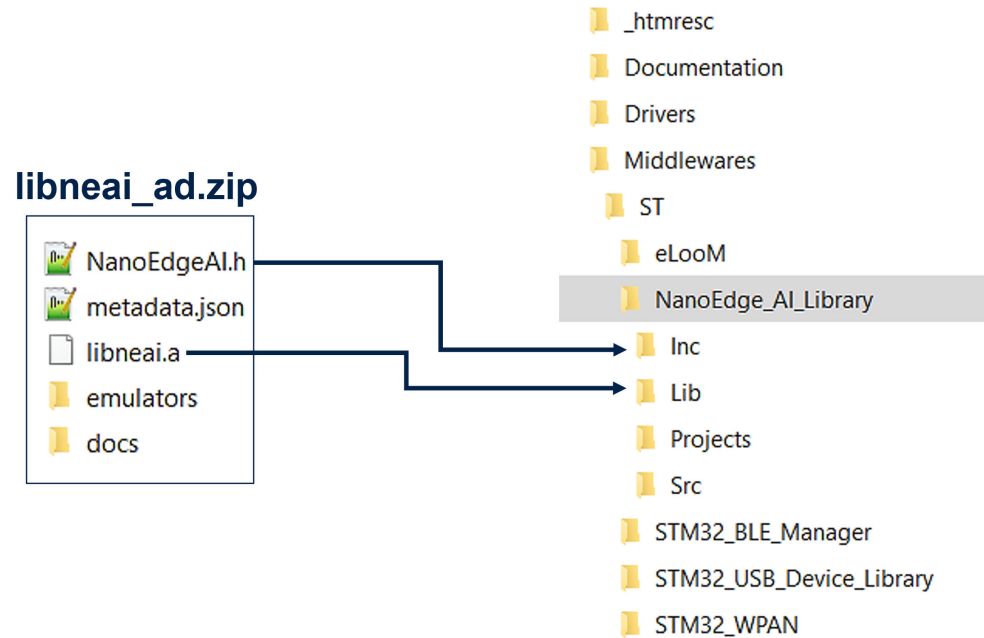 libneai_ad.zip
NanoEdgeAI.h
metadata.json
libneai.a
emulators
docs
_htmresc
Documentation
Drivers
Middlewares
ST
eLooM
NanoEdge_AI_Library
Inc
Lib
Projects
Src
STM32_BLE_Manager
STM32_USB_Device_Library
STM32_WPAN